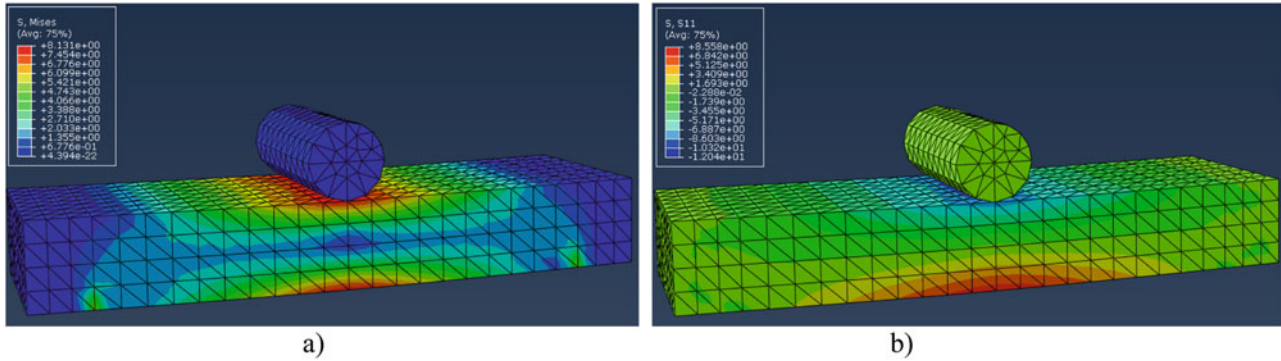 S, Mises
(Avg: 75%)
+8.131e+00
+7.454e+00
+6.776e+00
+6.099e+00
+5.421e+00
+4.743e+00
+4.066e+00
+3.388e+00
+2.710e+00
+2.033e+00
+1.355e+00
+6.776e-01
+4.394e-22
S, S11
(Avg: 75%)
+8.558e+00
+6.842e+00
+5.125e+00
+3.409e+00
+1.693e+00
-2.288e-02
-1.739e+00
-3.455e+00
-5.171e+00
-6.887e+00
-8.603e+00
-1.032e+01
-1.204e+01
a)
b)